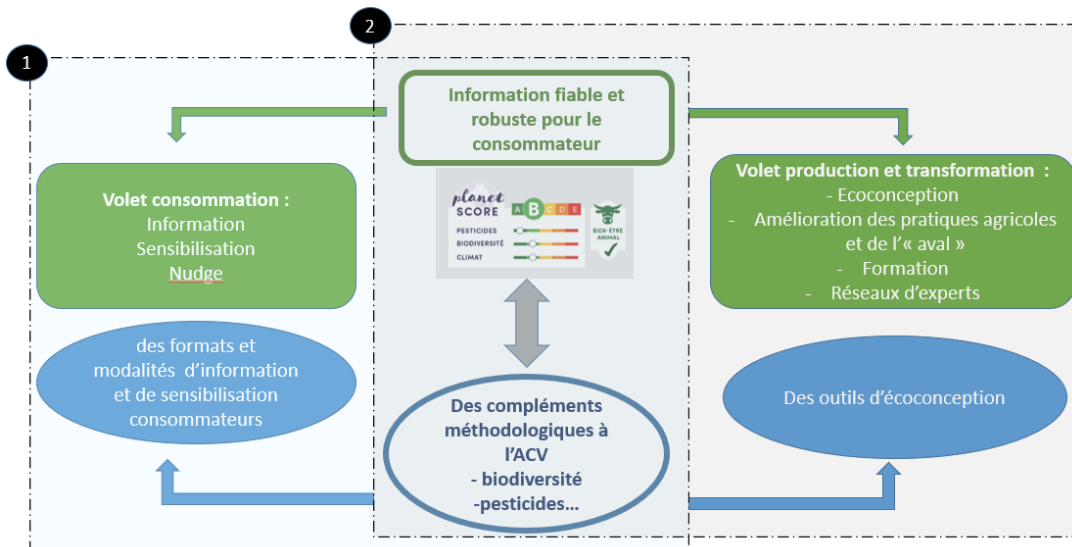 1
2
Information fiable et
robuste pour le
consommateur
Volet consommation :
Information
Sensibilisation
Nudge
planet
SCORE
A B C D E
PESTICIDES
BIODIVERSITÉ
CLIMAT
BIEN-ÊTRE
ANIMAL
Volet production et transformation :
- Ecoconception
- Amélioration des pratiques agricoles
et de l'« aval »
- Formation
- Réseaux d'experts
des formats et
modalités d'information
et de sensibilisation
consommateurs
Des compléments
méthodologiques à
l'ACV
- biodiversité
-pesticides...
Des outils d'écoconception